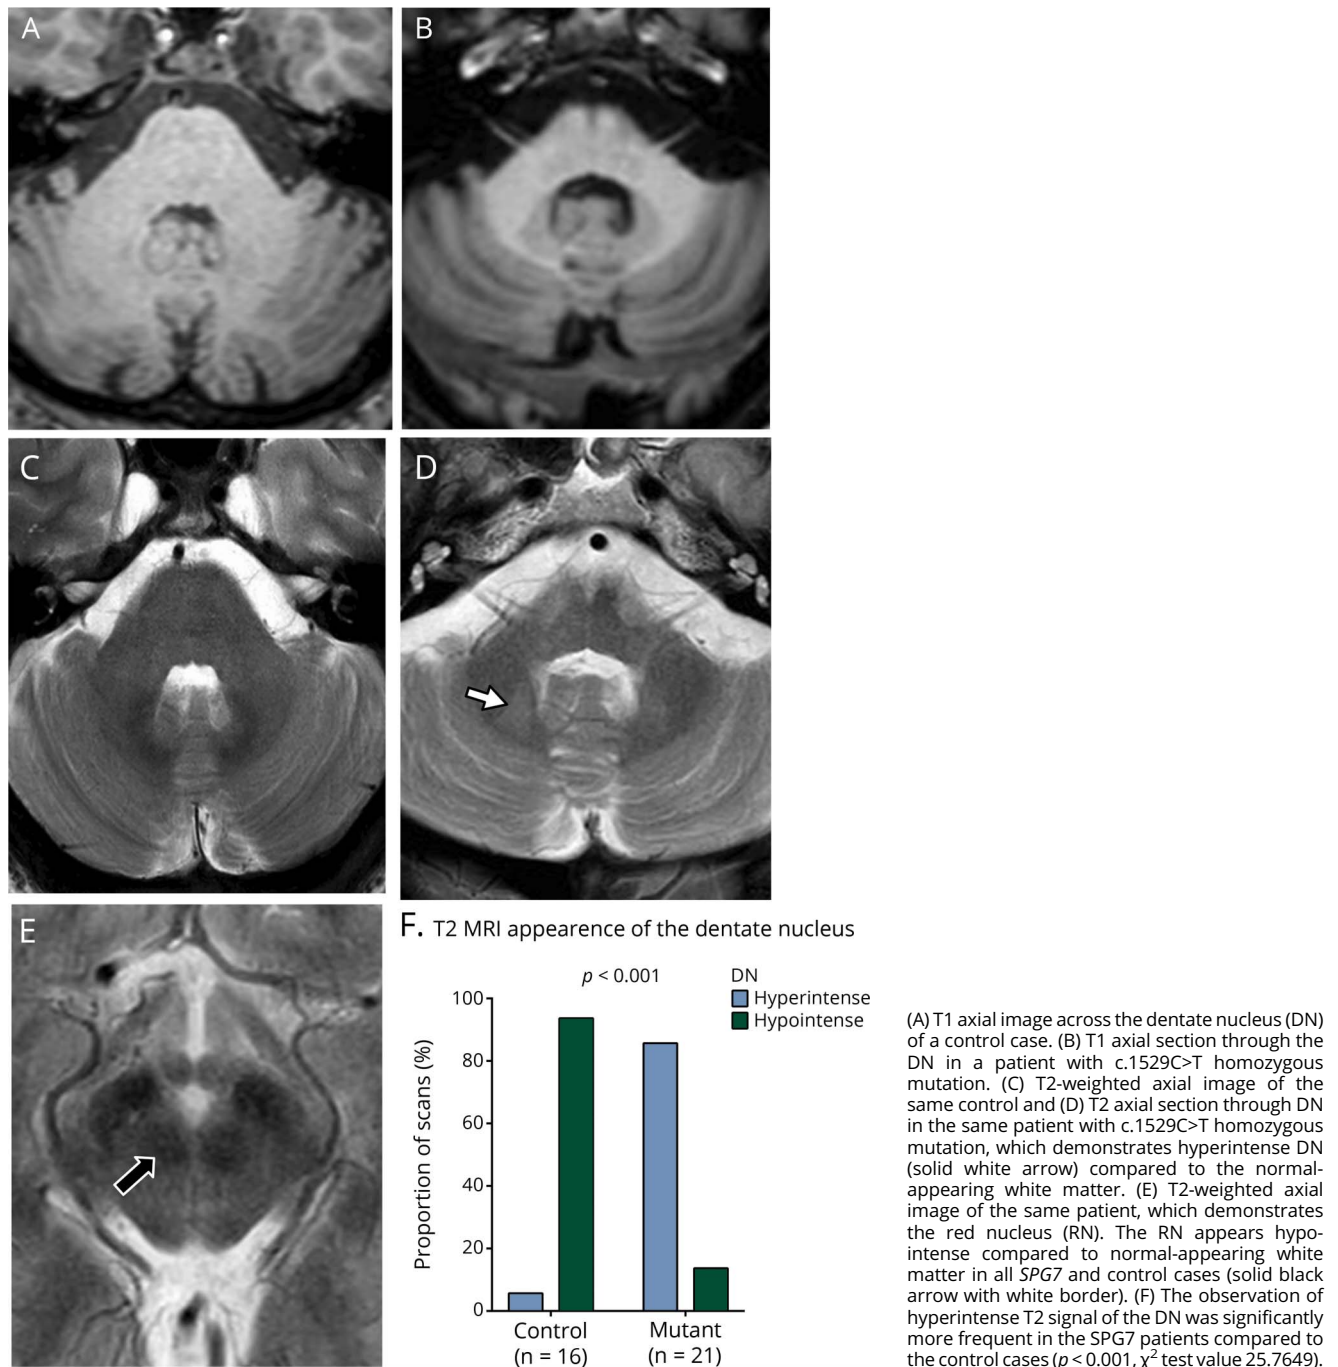 A
B
C
D
E
F. T2 MRI appearence of the dentate nucleus
p < 0.001
DN
Hyperintense
Hypointense
Proportion of scans (%)
100
80
60
40
20
0
Control
(n = 16)
Mutant
(n = 21)
(A) T1 axial image across the dentate nucleus (DN)
of a control case. (B) T1 axial section through the
DN in a patient with c.1529C>T homozygous
mutation. (C) T2-weighted axial image of the
same control and (D) T2 axial section through DN
in the same patient with c.1529C>T homozygous
mutation, which demonstrates hyperintense DN
(solid white arrow) compared to the normal-
appearing white matter. (E) T2-weighted axial
image of the same patient, which demonstrates
the red nucleus (RN). The RN appears hypo-
intense compared to normal-appearing white
matter in all SPG7 and control cases (solid black
arrow with white border). (F) The observation of
hyperintense T2 signal of the DN was significantly
more frequent in the SPG7 patients compared to
the control cases (p < 0.001, χ² test value 25.7649).